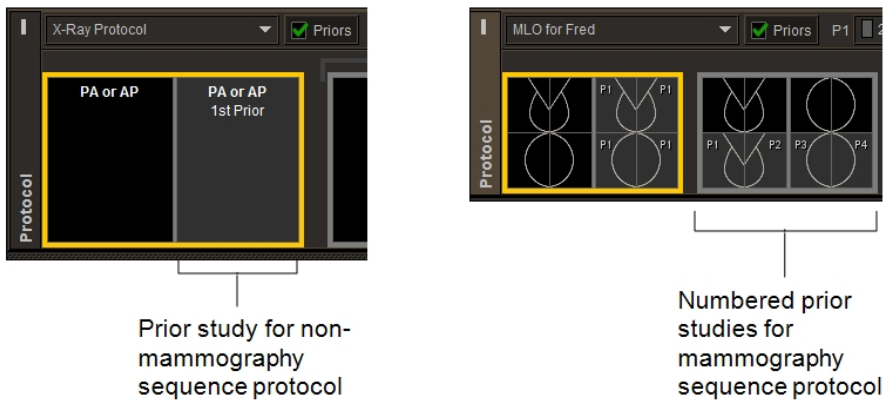 X-Ray Protocol
Priors
PA or AP
PA or AP
1st Prior
Protocol
Prior study for non-
mammography
sequence protocol
MLO for Fred
Priors
P1
2
P1 P1
P1 P1
P1 P2 P3 P4
Protocol
Numbered prior
studies for
mammography
sequence protocol